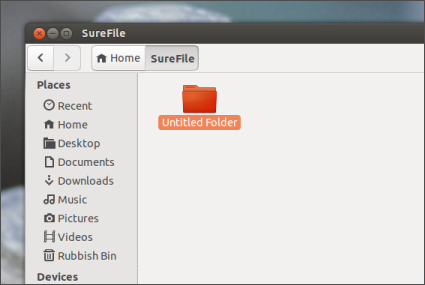 SureFile
Home SureFile
Places
Recent
Home
Desktop
Documents
Downloads
Music
Pictures
Videos
Rubbish Bin
Devices
Untitled Folder